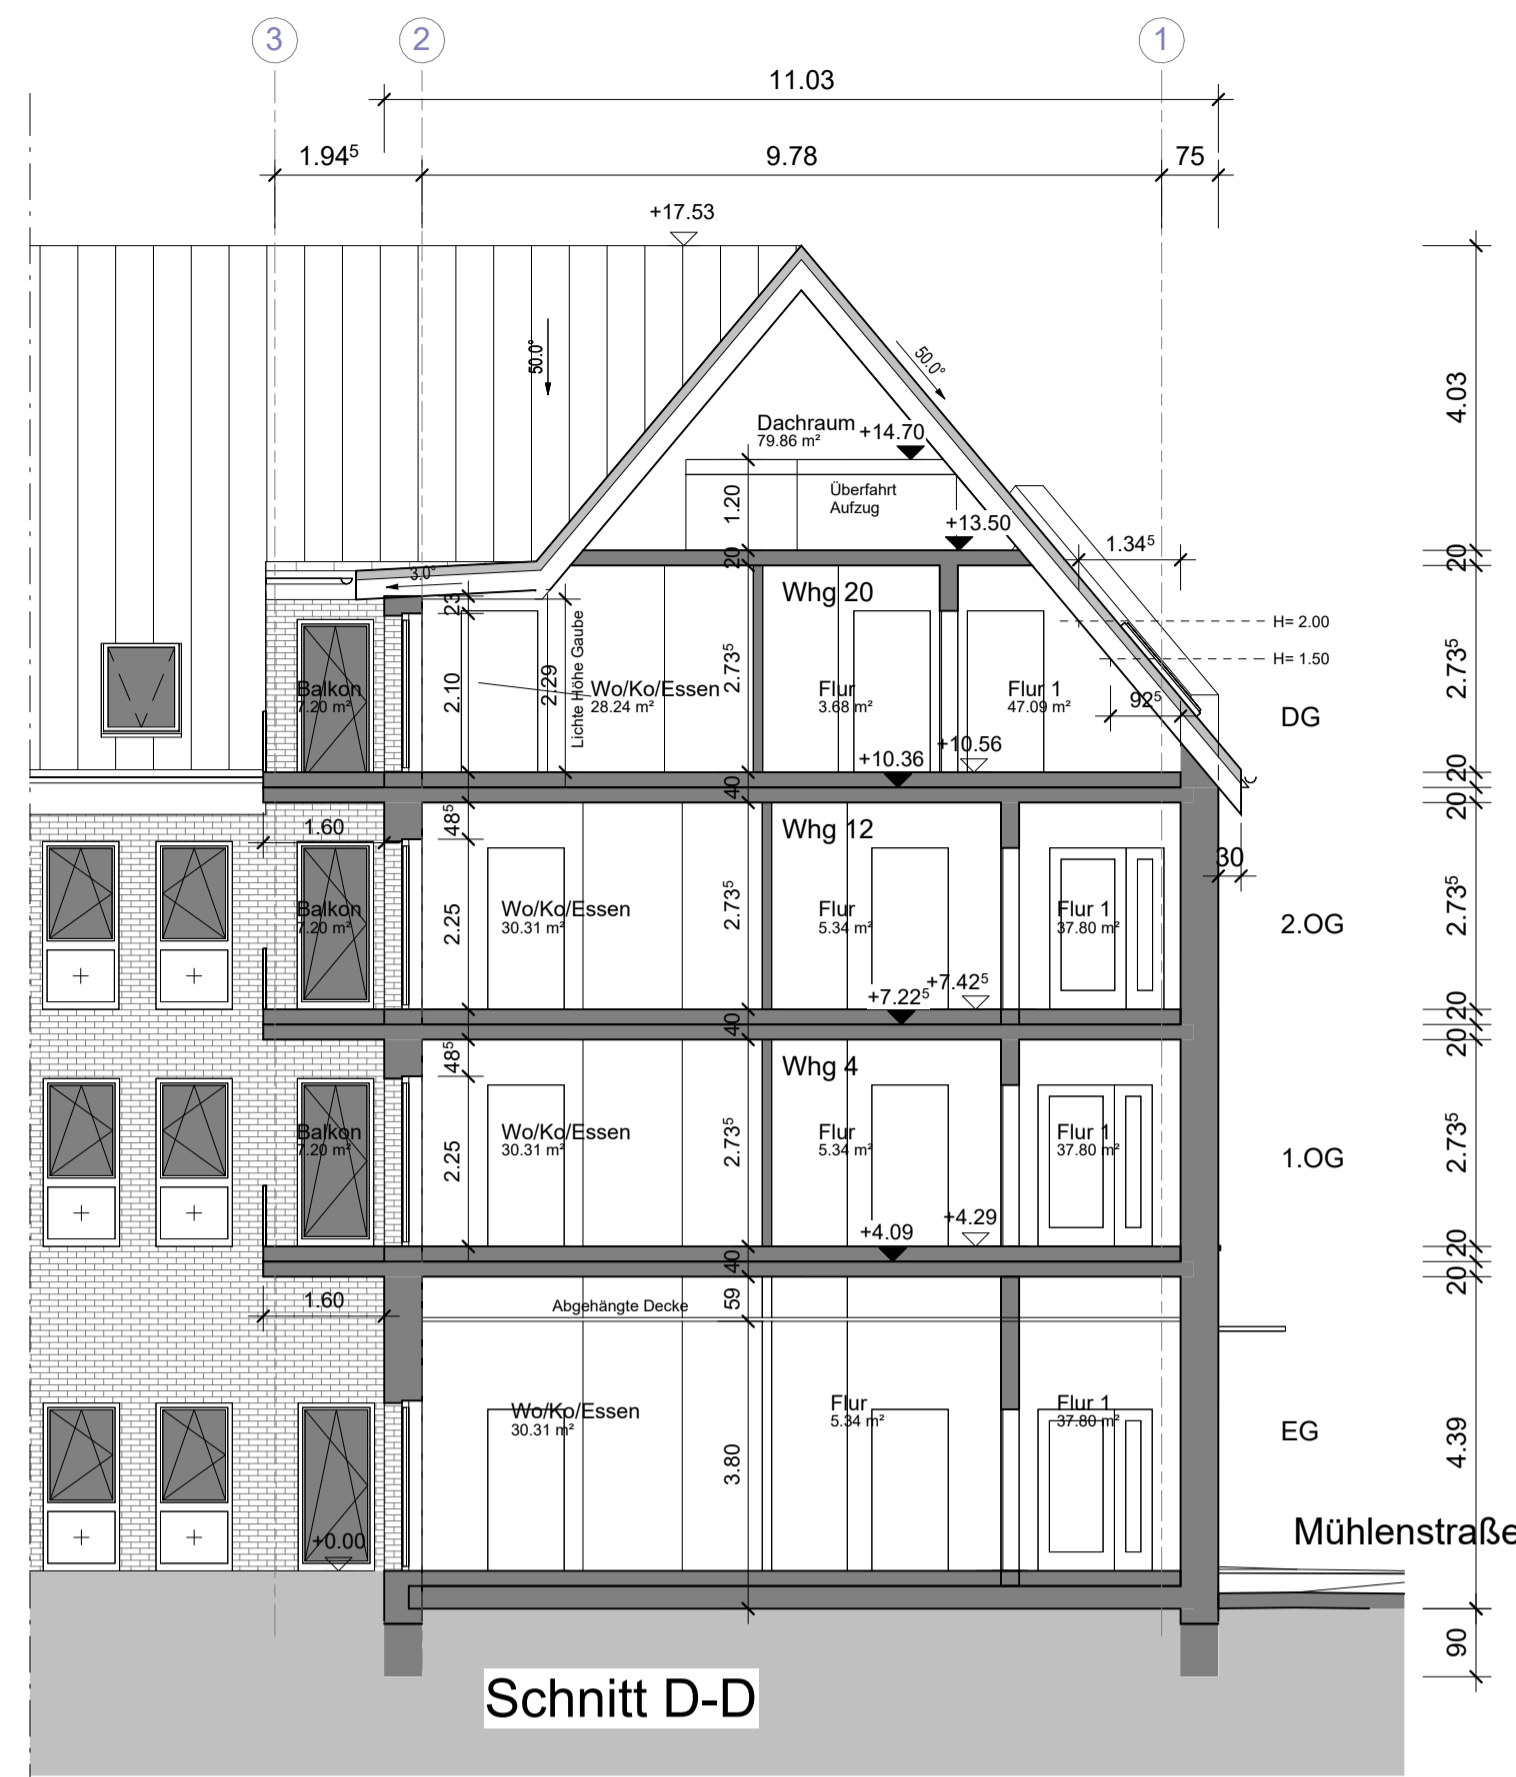 3
2
1
11.03
1.94⁵
9.78
75
+17.53
50.0°
50.0°
4.03
Dachraum
79.86 m²
+14.70
1.20
Überfahrt
Aufzug
+13.50
1.34⁵
20
20
3.0°
23
Whg 20
H= 2.00
H= 1.50
Lichte Höhe Gaube
2.10
2.29
2.73⁵
2.73⁵
Balkon
7.20 m²
Wo/Ko/Essen
28.24 m²
Flur
3.68 m²
Flur 1
47.09 m²
92⁵
DG
+10.36
+10.56
40
20
20
1.60
48⁵
Whg 12
30
2.25
2.73⁵
2.73⁵
Balkon
7.20 m²
Wo/Ko/Essen
30.31 m²
Flur
5.34 m²
Flur 1
37.80 m²
2.OG
+7.22⁵
+7.42⁵
40
20
20
48⁵
Whg 4
2.25
2.73⁵
2.73⁵
Balkon
7.20 m²
Wo/Ko/Essen
30.31 m²
Flur
5.34 m²
Flur 1
37.80 m²
1.OG
+4.09
+4.29
40
20
20
1.60
Abgehängte Decke
59
Wo/Ko/Essen
30.31 m²
Flur
5.34 m²
Flur 1
37.80 m²
EG
3.80
4.39
+0.00
Mühlenstraße
90
Schnitt D-D